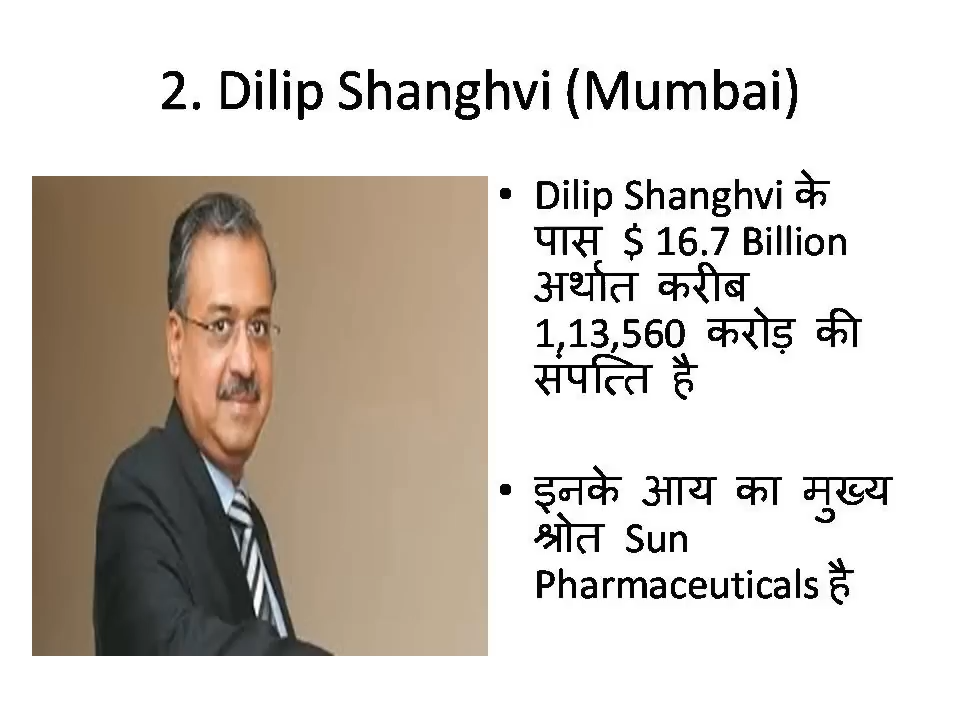 2. Dilip Shanghvi (Mumbai)
• Dilip Shanghvi के
पास $ 16.7 Billion
अर्थात करीब
1,13,560 करोड़ की
संपत्ति है
• इनके आय का मुख्य
श्रोत Sun
Pharmaceuticals है